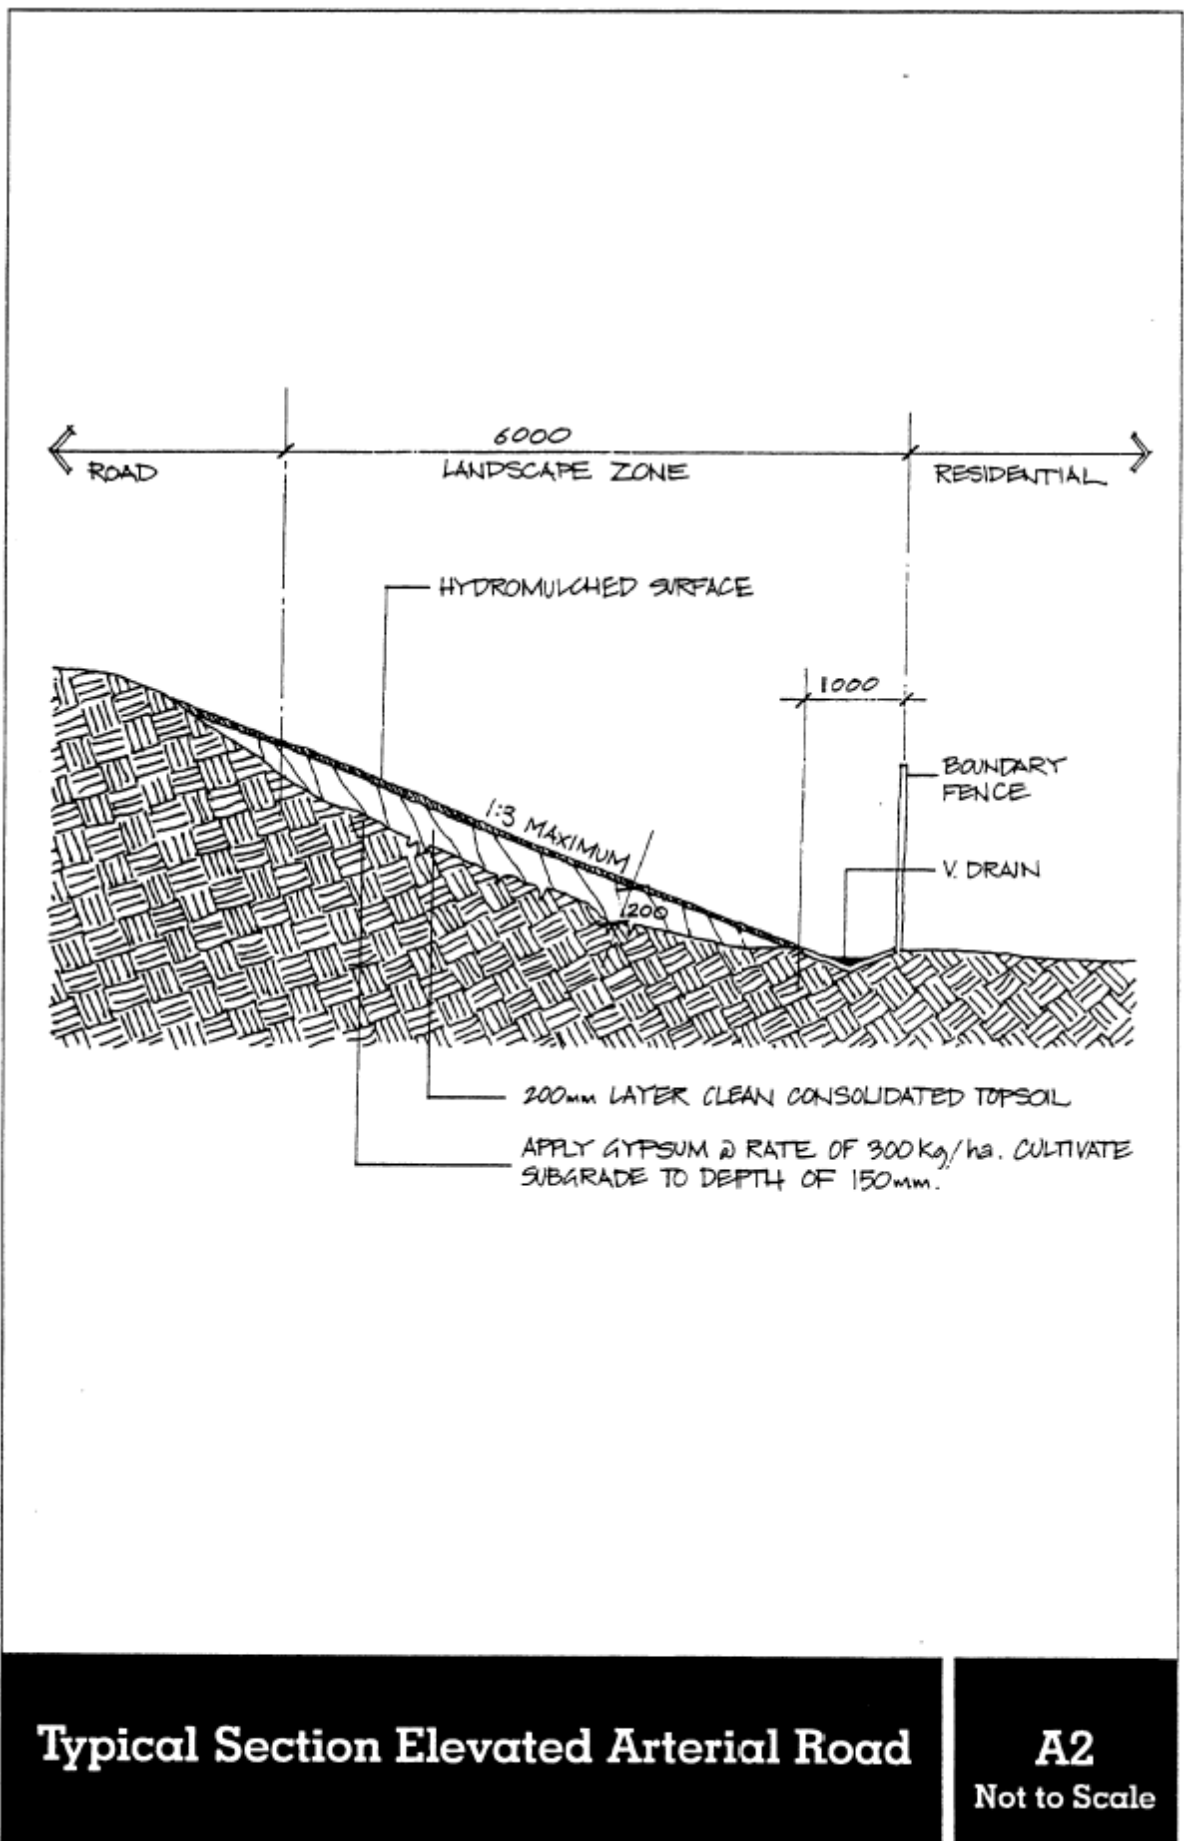 6000
ROAD
LANDSCAPE ZONE
RESIDENTIAL
HYDROMULCHED SURFACE
1000
BOUNDARY
FENCE
1:3 MAXIMUM
V. DRAIN
200
200mm LAYER CLEAN CONSOLIDATED TOPSOIL
APPLY GYPSUM @ RATE OF 300Kg/ha. CULTIVATE
SUBGRADE TO DEPTH OF 150mm.
Typical Section Elevated Arterial Road
A2
Not to Scale